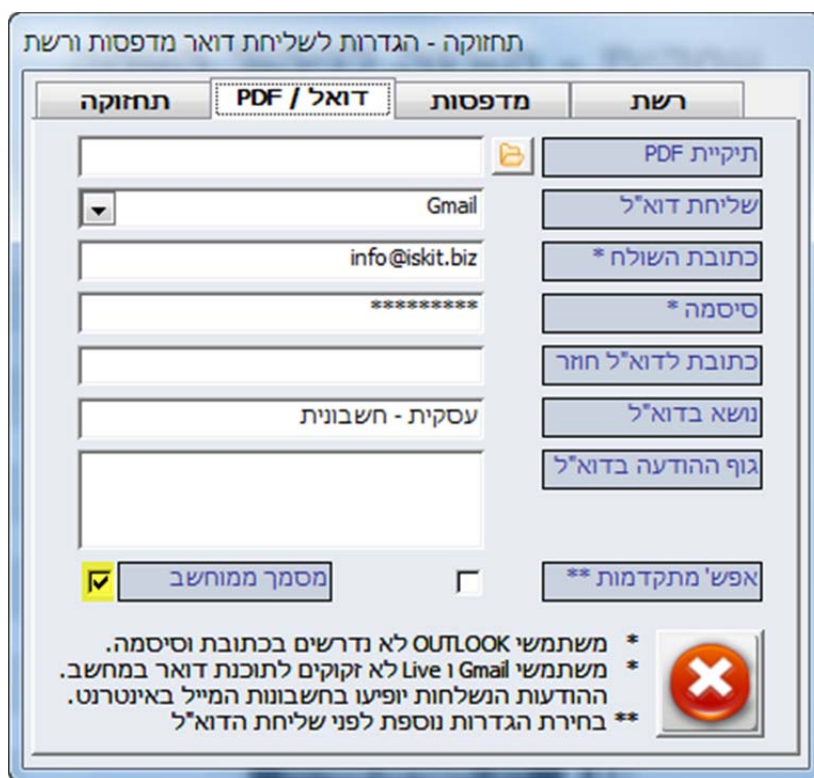 תחזוקה - הגדרות לשליחת דואר מדפסות ורשת
רשת מדפסות דואל / PDF תחזוקה
תיקיית PDF
שליחת דוא"ל Gmail
כתובת השולח * info@iskit.biz
סיסמה * *********
כתובת לדוא"ל חוזר
נושא בדוא"ל עסקית - חשבונית
גוף ההודעה בדוא"ל
אפש' מתקדמות ** מסמך ממוחשב
* משתמשי OUTLOOK לא נדרשים בכתובת וסיסמה.
* משתמשי Gmail ו Live לא זקוקים לתוכנת דואר במחשב.
ההודעות הנשלחות יופיעו בחשבונות המייל באינטרנט.
** בחירת הגדרות נוספת לפני שליחת הדוא"ל